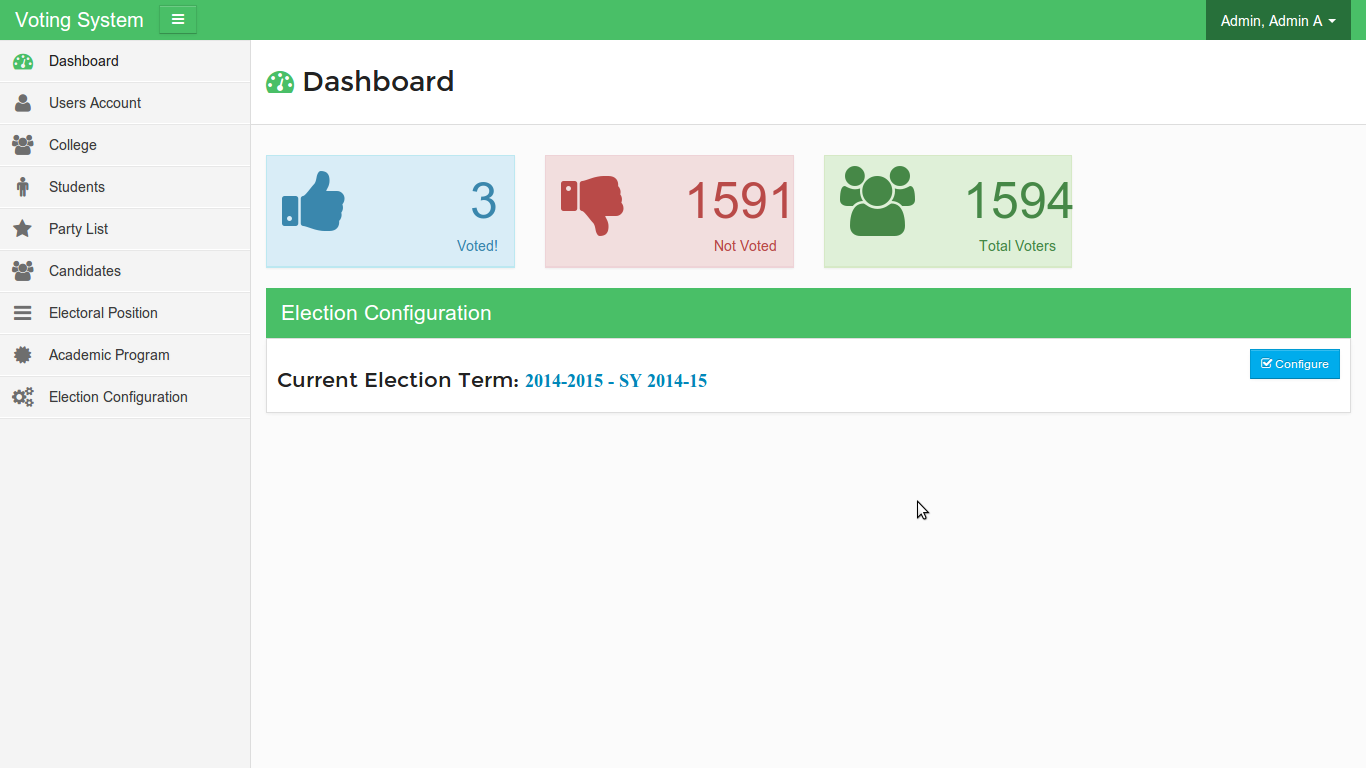 Voting System
Admin, Admin A
Dashboard
Users Account
College
Students
Party List
Candidates
Electoral Position
Academic Program
Election Configuration
Dashboard
3
Voted!
1591
Not Voted
1594
Total Voters
Election Configuration
Configure
Current Election Term: 2014-2015 - SY 2014-15